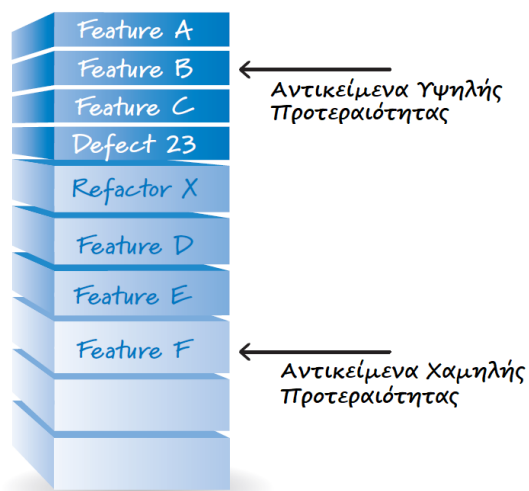 Feature A
Feature B
Feature C
Defect 23
Refactor X
Feature D
Feature E
Feature F
Αντικείμενα Υψηλής
Προτεραιότητας
Αντικείμενα Χαμηλής
Προτεραιότητας